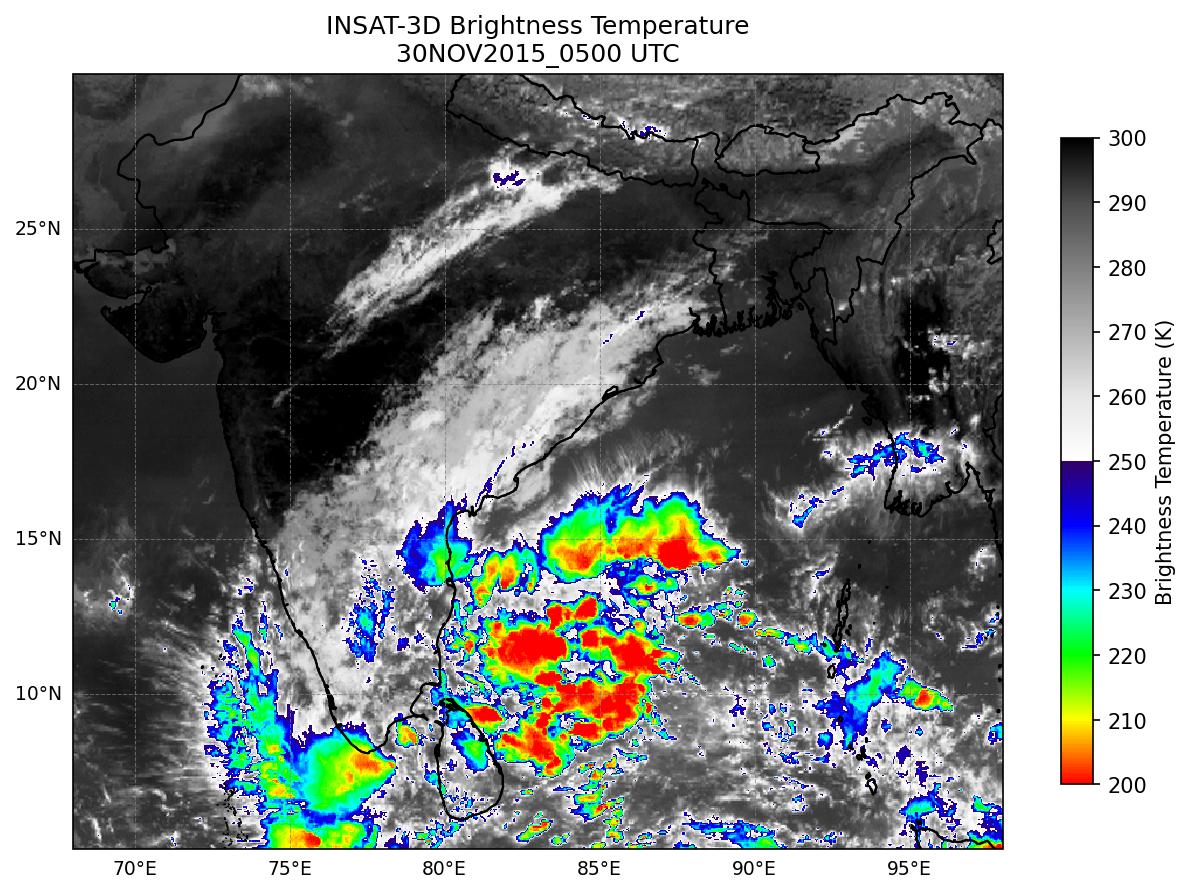 INSAT-3D Brightness Temperature
30NOV2015_0500 UTC
25°N
20°N
15°N
10°N
70°E
75°E
80°E
85°E
90°E
95°E
300
290
280
270
260
250
240
230
220
210
200
Brightness Temperature (K)